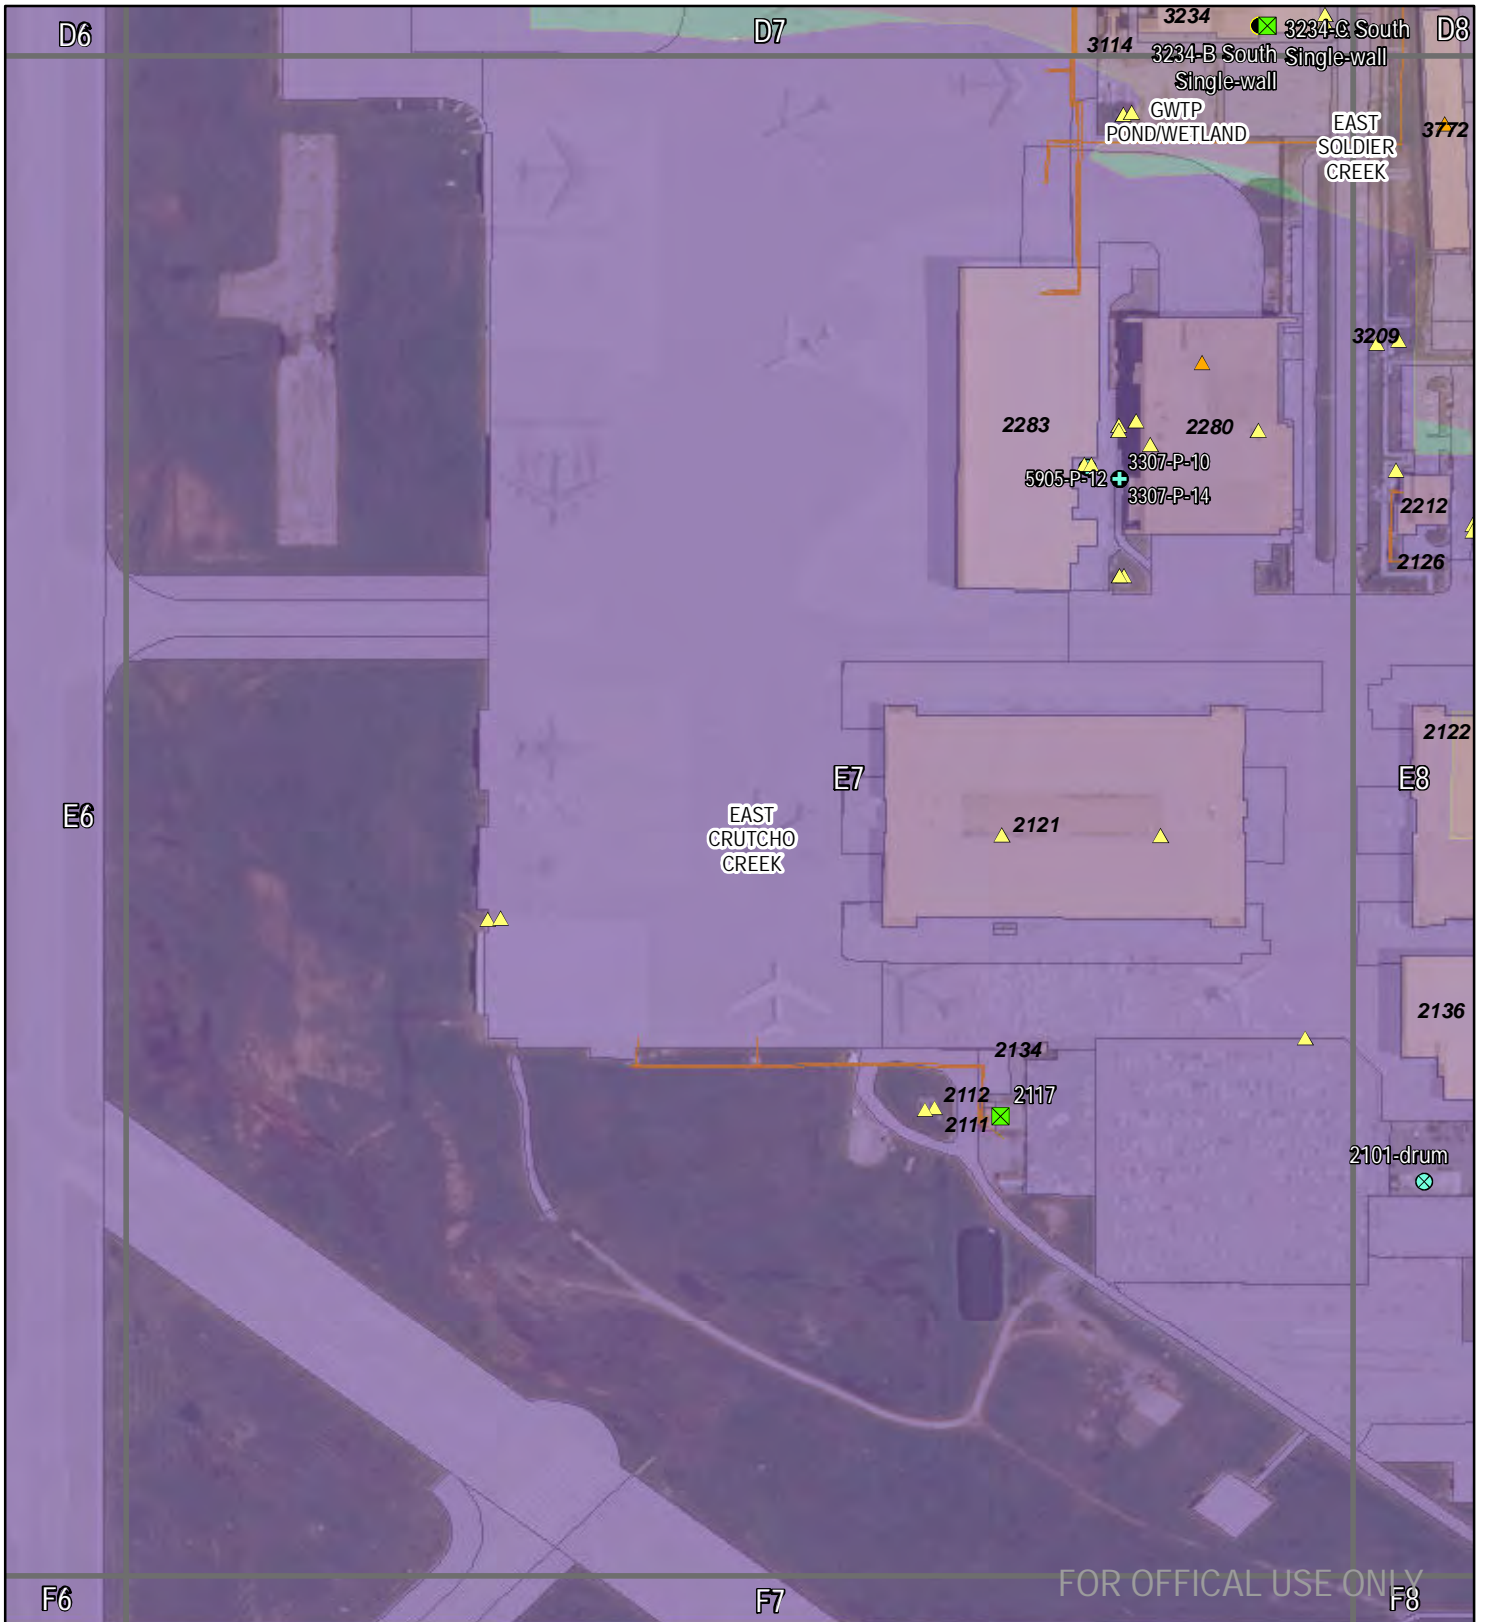 D6
D7
3234
3234-C South
Single-wall
D8
3114
3234-B South
Single-wall
GWTP
POND/WETLAND
EAST
SOLDIER
CREEK
3772
3209
2283
2280
3307-P-10
5905-P-12
3307-P-14
2212
2126
2122
E6
E7
E8
EAST
CRUTCHO
CREEK
2121
2136
2134
2112
2117
2111
2101-drum
FOR OFFICAL USE ONLY
F6
F7
F8